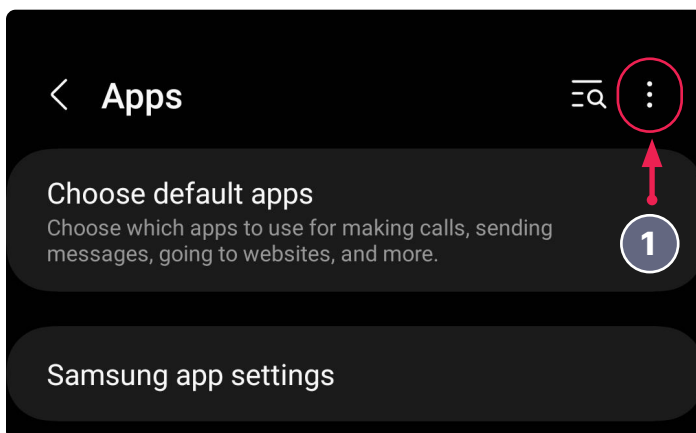 Apps
1
Choose default apps
Choose which apps to use for making calls, sending
messages, going to websites, and more.
Samsung app settings